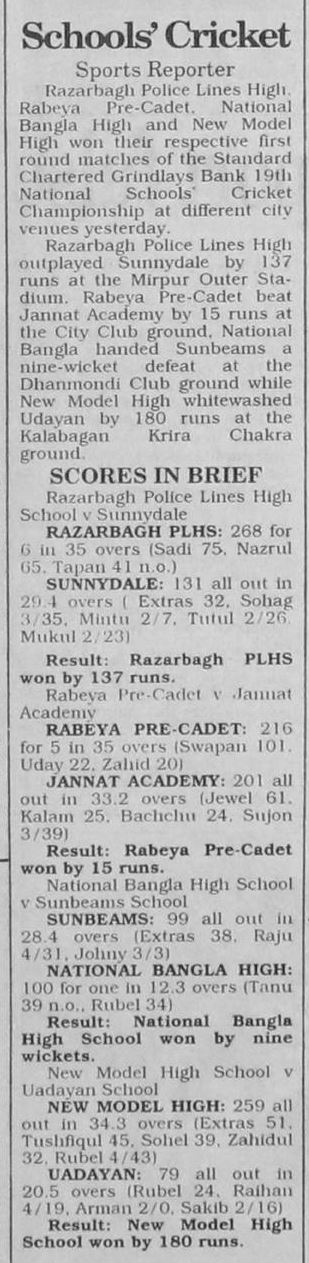 Schools' Cricket
Sports Reporter
Razarbagh Police Lines High,
Rabeya Pre-Cadet, National
Bangla High and New Model
High won their respective first
round matches of the Standard
Chartered Grindlays Bank 19th
National Schools' Cricket
Championship at different city
venues yesterday.
Razarbagh Police Lines High
outplayed Sunnydale by 137
runs at the Mirpur Outer Sta-
dium. Rabeya Pre-Cadet beat
Jannat Academy by 15 runs at
the City Club ground, National
Bangla handed Sunbeams a
nine-wicket defeat at the
Dhanmondi Club ground while
New Model High whitewashed
Udayan by 180 runs at the
Kalabagan Krira Chakra
ground.
SCORES IN BRIEF
Razarbagh Police Lines High
School v Sunnydale
RAZARBAGH PLHS: 268 for
6 in 35 overs (Sadi 75, Nazrul
65, Tapan 41 n.o.)
SUNNYDALE: 131 all out in
29.4 overs ( Extras 32, Sohag
3/35, Mintu 2/7, Tutul 2/26,
Mukul 2/23)
Result: Razarbagh PLHS
won by 137 runs.
Rabeya Pre-Cadet v Jannat
Academy
RABEYA PRE-CADET: 216
for 5 in 35 overs (Swapan 101,
Uday 22, Zahid 20)
JANNAT ACADEMY: 201 all
out in 33.2 overs (Jewel 61,
Kalam 25, Bachchu 24, Sujon
3/39)
Result: Rabeya Pre-Cadet
won by 15 runs.
National Bangla High School
v Sunbeams School
SUNBEAMS: 99 all out in
28.4 overs (Extras 38, Raju
4/31, Johny 3/3)
NATIONAL BANGLA HIGH:
100 for one in 12.3 overs (Tanu
39 n.o., Rubel 34)
Result: National Bangla
High School won by nine
wickets.
New Model High School v
Uadayan School
NEW MODEL HIGH: 259 all
out in 34.3 overs (Extras 51,
Tushfiqul 45, Sohel 39, Zahidul
32, Rubel 4/43)
UADAYAN: 79 all out in
20.5 overs (Rubel 24, Raihan
4/19, Arman 2/0, Sakib 2/16)
Result: New Model High
School won by 180 runs.